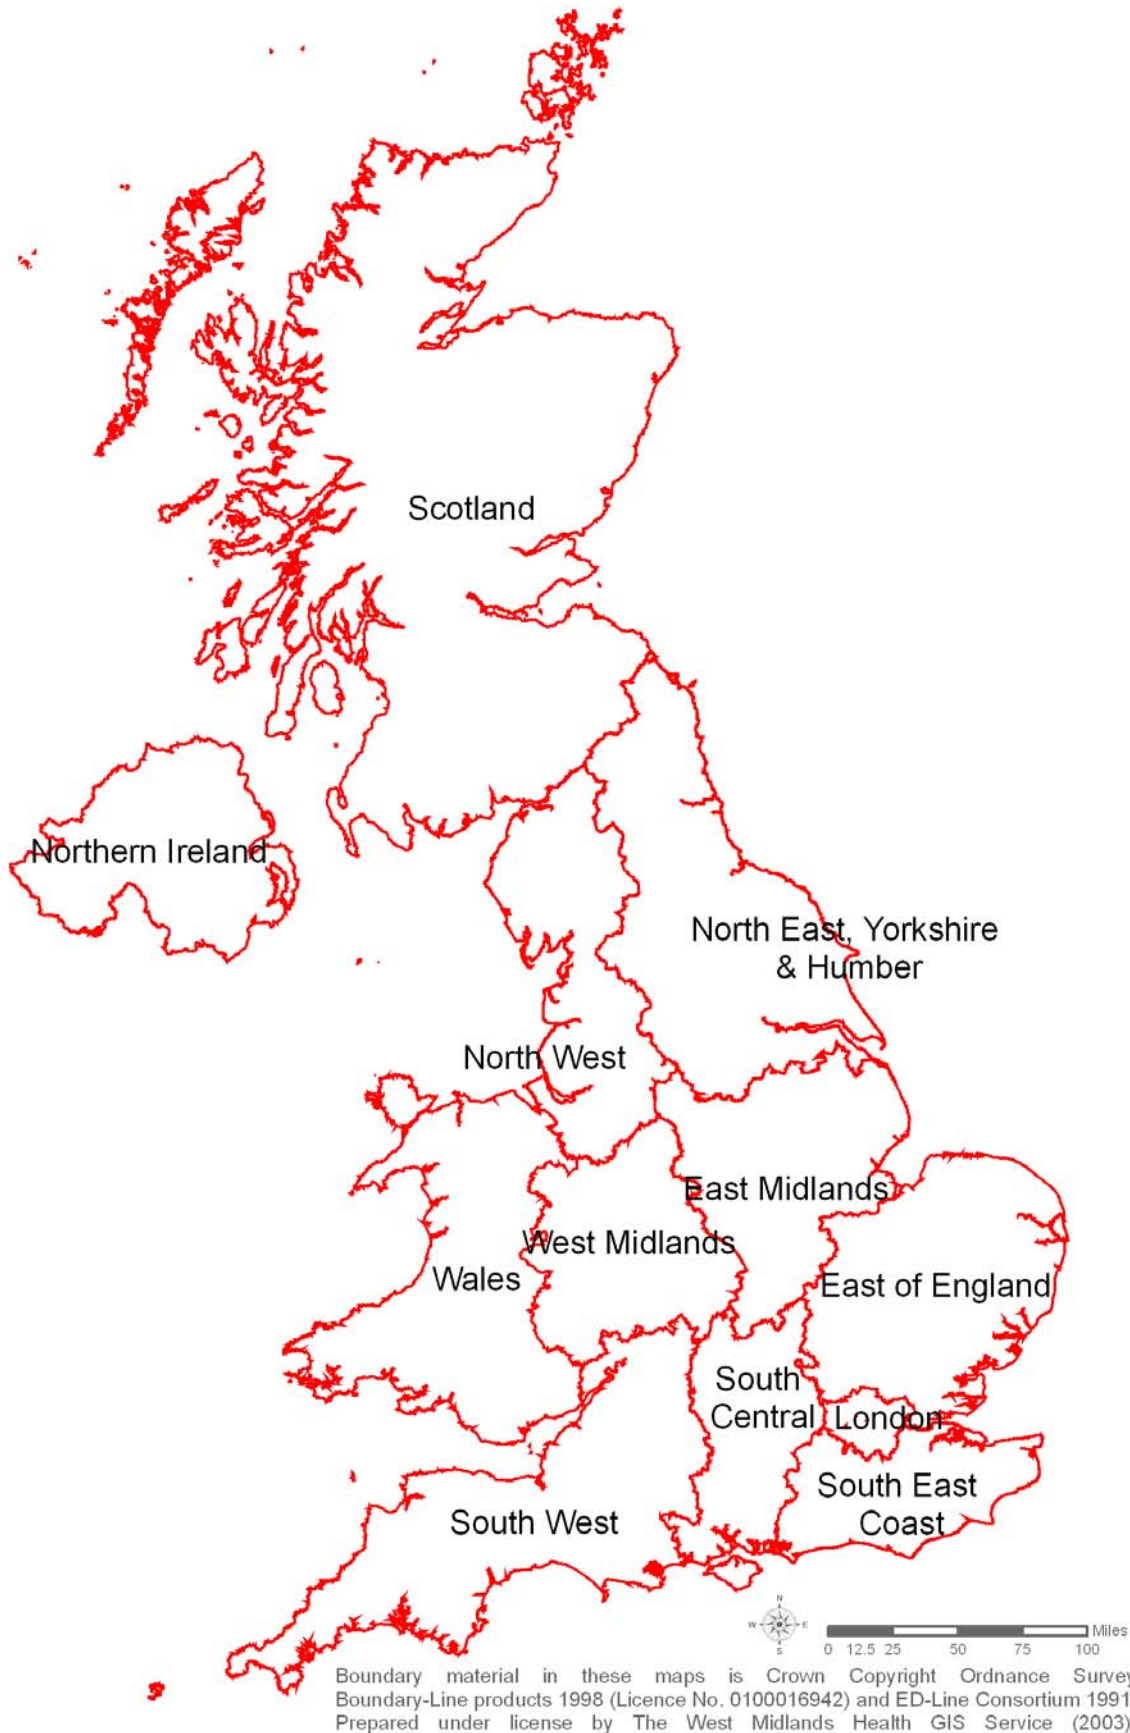 Scotland
Northern Ireland
North East, Yorkshire
& Humber
North West
East Midlands
West Midlands
Wales
East of England
South
Central
London
South East
Coast
South West
N
W E
S
Miles
0 12.5 25 50 75 100
Boundary material in these maps is Crown Copyright Ordnance Survey
Boundary-Line products 1998 (Licence No. 0100016942) and ED-Line Consortium 1991
Prepared under license by The West Midlands Health GIS Service (2003)